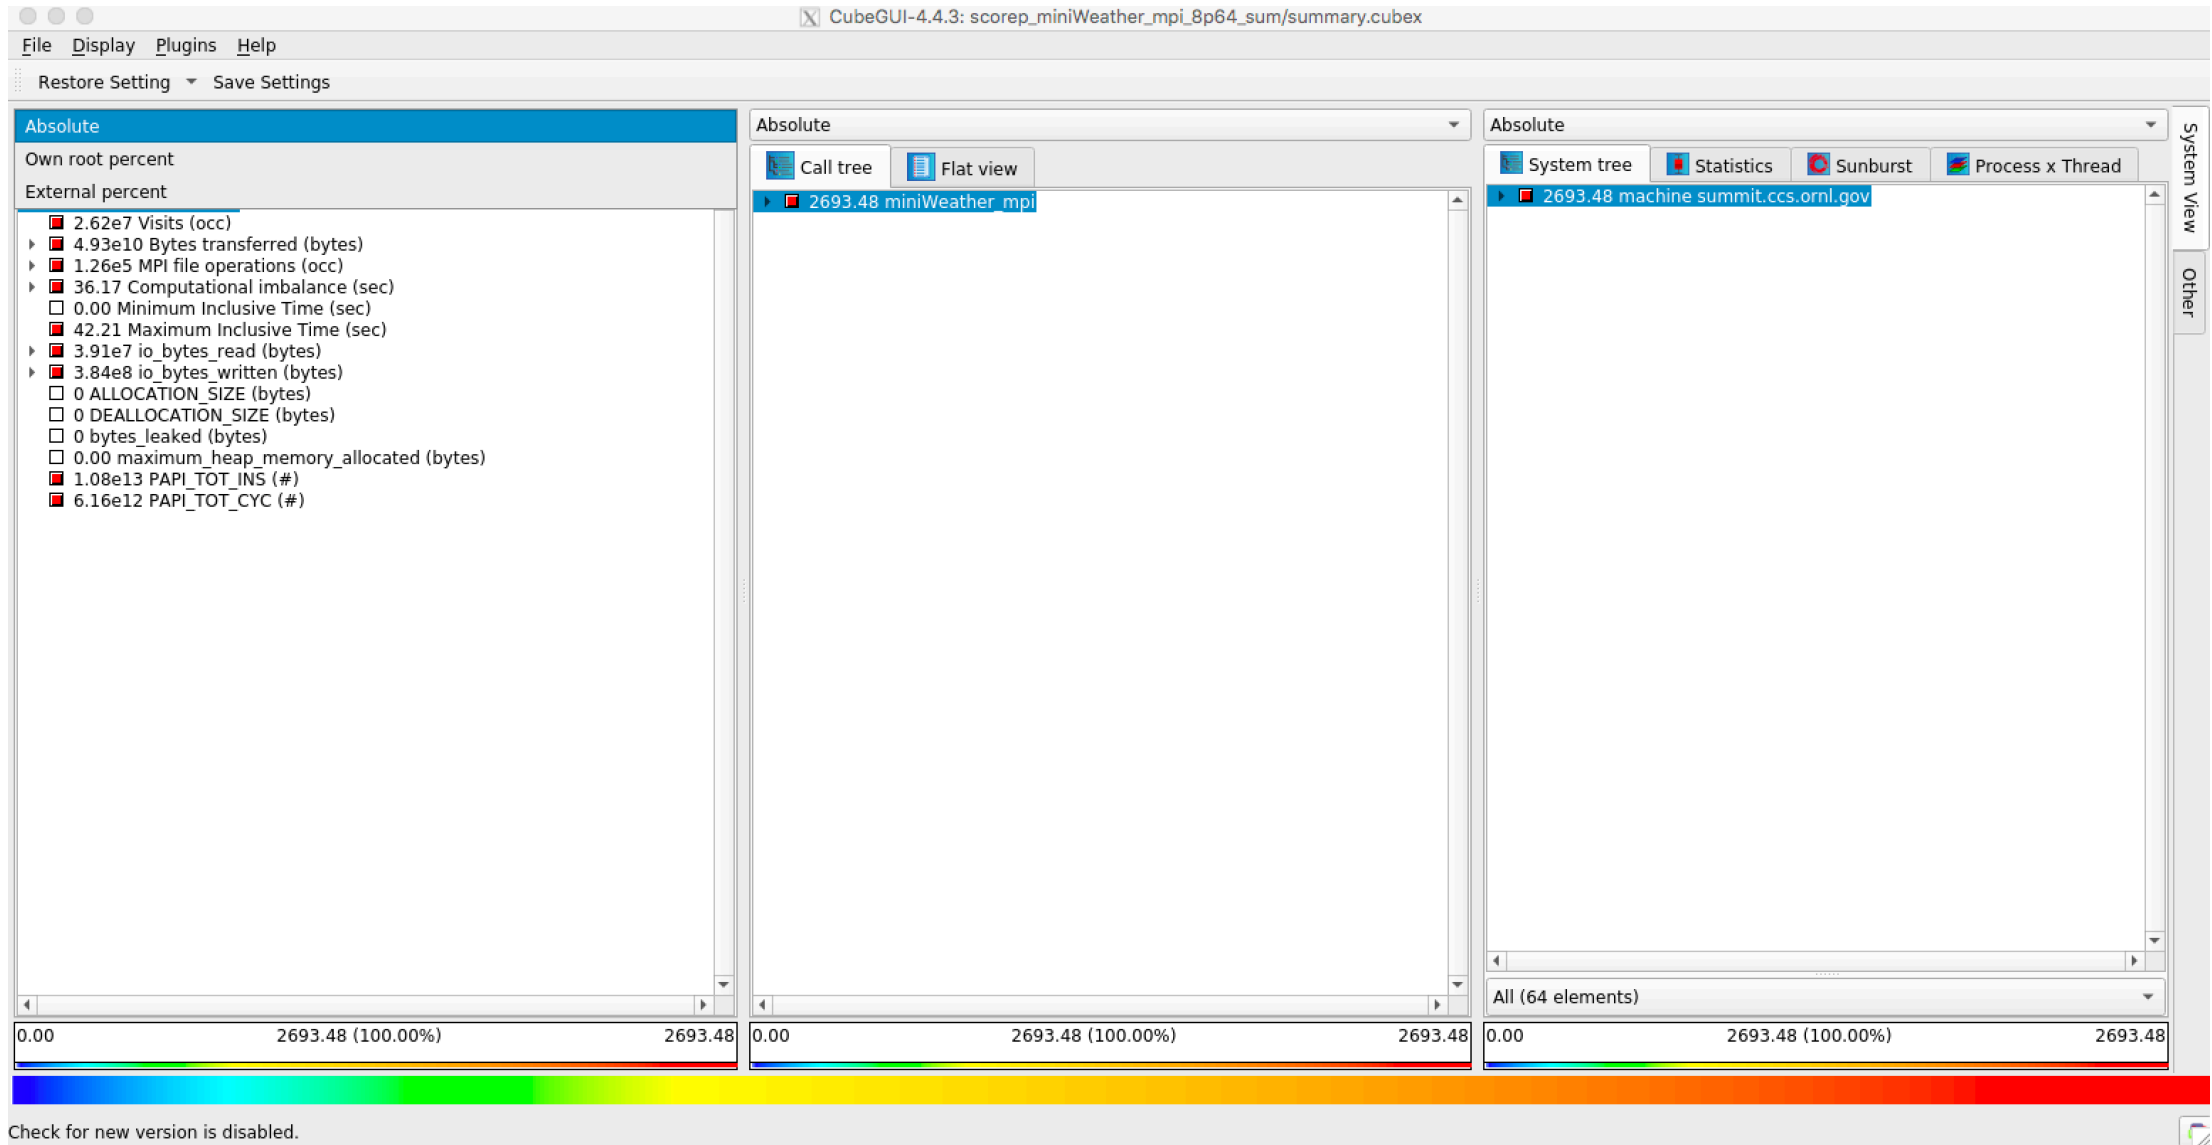 CubeGUI-4.4.3: scorep_miniWeather_mpi_8p64_sum/summary.cubex
File Display Plugins Help
Restore Setting Save Settings
Absolute
Own root percent
External percent
2.62e7 Visits (occ)
4.93e10 Bytes transferred (bytes)
1.26e5 MPI file operations (occ)
36.17 Computational imbalance (sec)
0.00 Minimum Inclusive Time (sec)
42.21 Maximum Inclusive Time (sec)
3.91e7 io_bytes_read (bytes)
3.84e8 io_bytes_written (bytes)
0 ALLOCATION_SIZE (bytes)
0 DEALLOCATION_SIZE (bytes)
0 bytes_leaked (bytes)
0.00 maximum_heap_memory_allocated (bytes)
1.08e13 PAPI_TOT_INS (#)
6.16e12 PAPI_TOT_CYC (#)
0.00 2693.48 (100.00%) 2693.48
Absolute
Call tree Flat view
2693.48 miniWeather_mpi
0.00 2693.48 (100.00%) 2693.48
Absolute
System tree Statistics Sunburst Process x Thread
2693.48 machine summit.ccs.ornl.gov
All (64 elements)
0.00 2693.48 (100.00%) 2693.48
System View
Other
Check for new version is disabled.